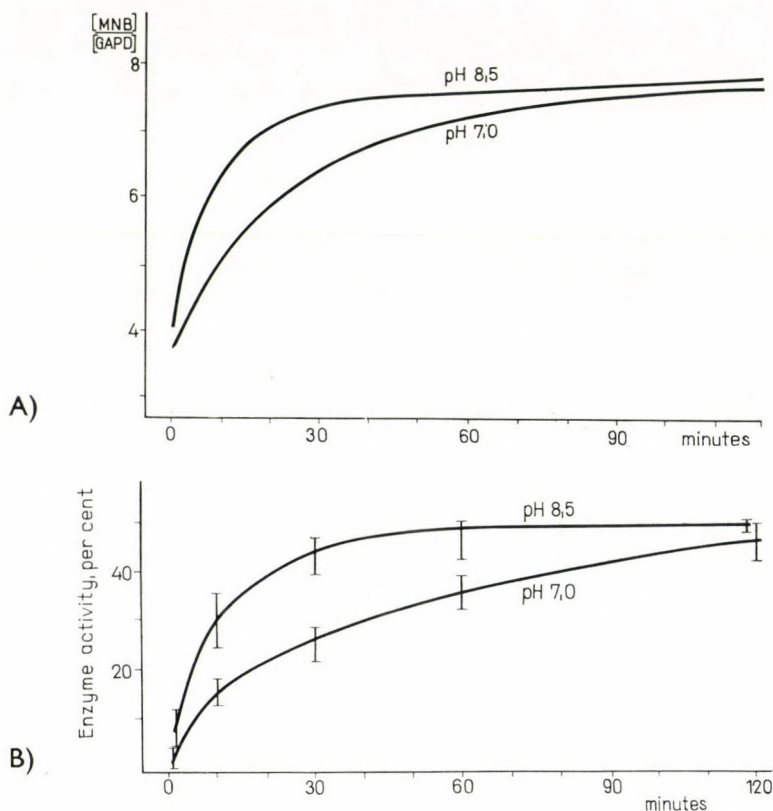 [MNB]
[GAPD]
8
6
4
pH 8,5
pH 7,0
A)
0 30 60 90 minutes
Enzyme activity, per cent
40
20
pH 8,5
pH 7,0
B)
0 30 60 90 120
minutes